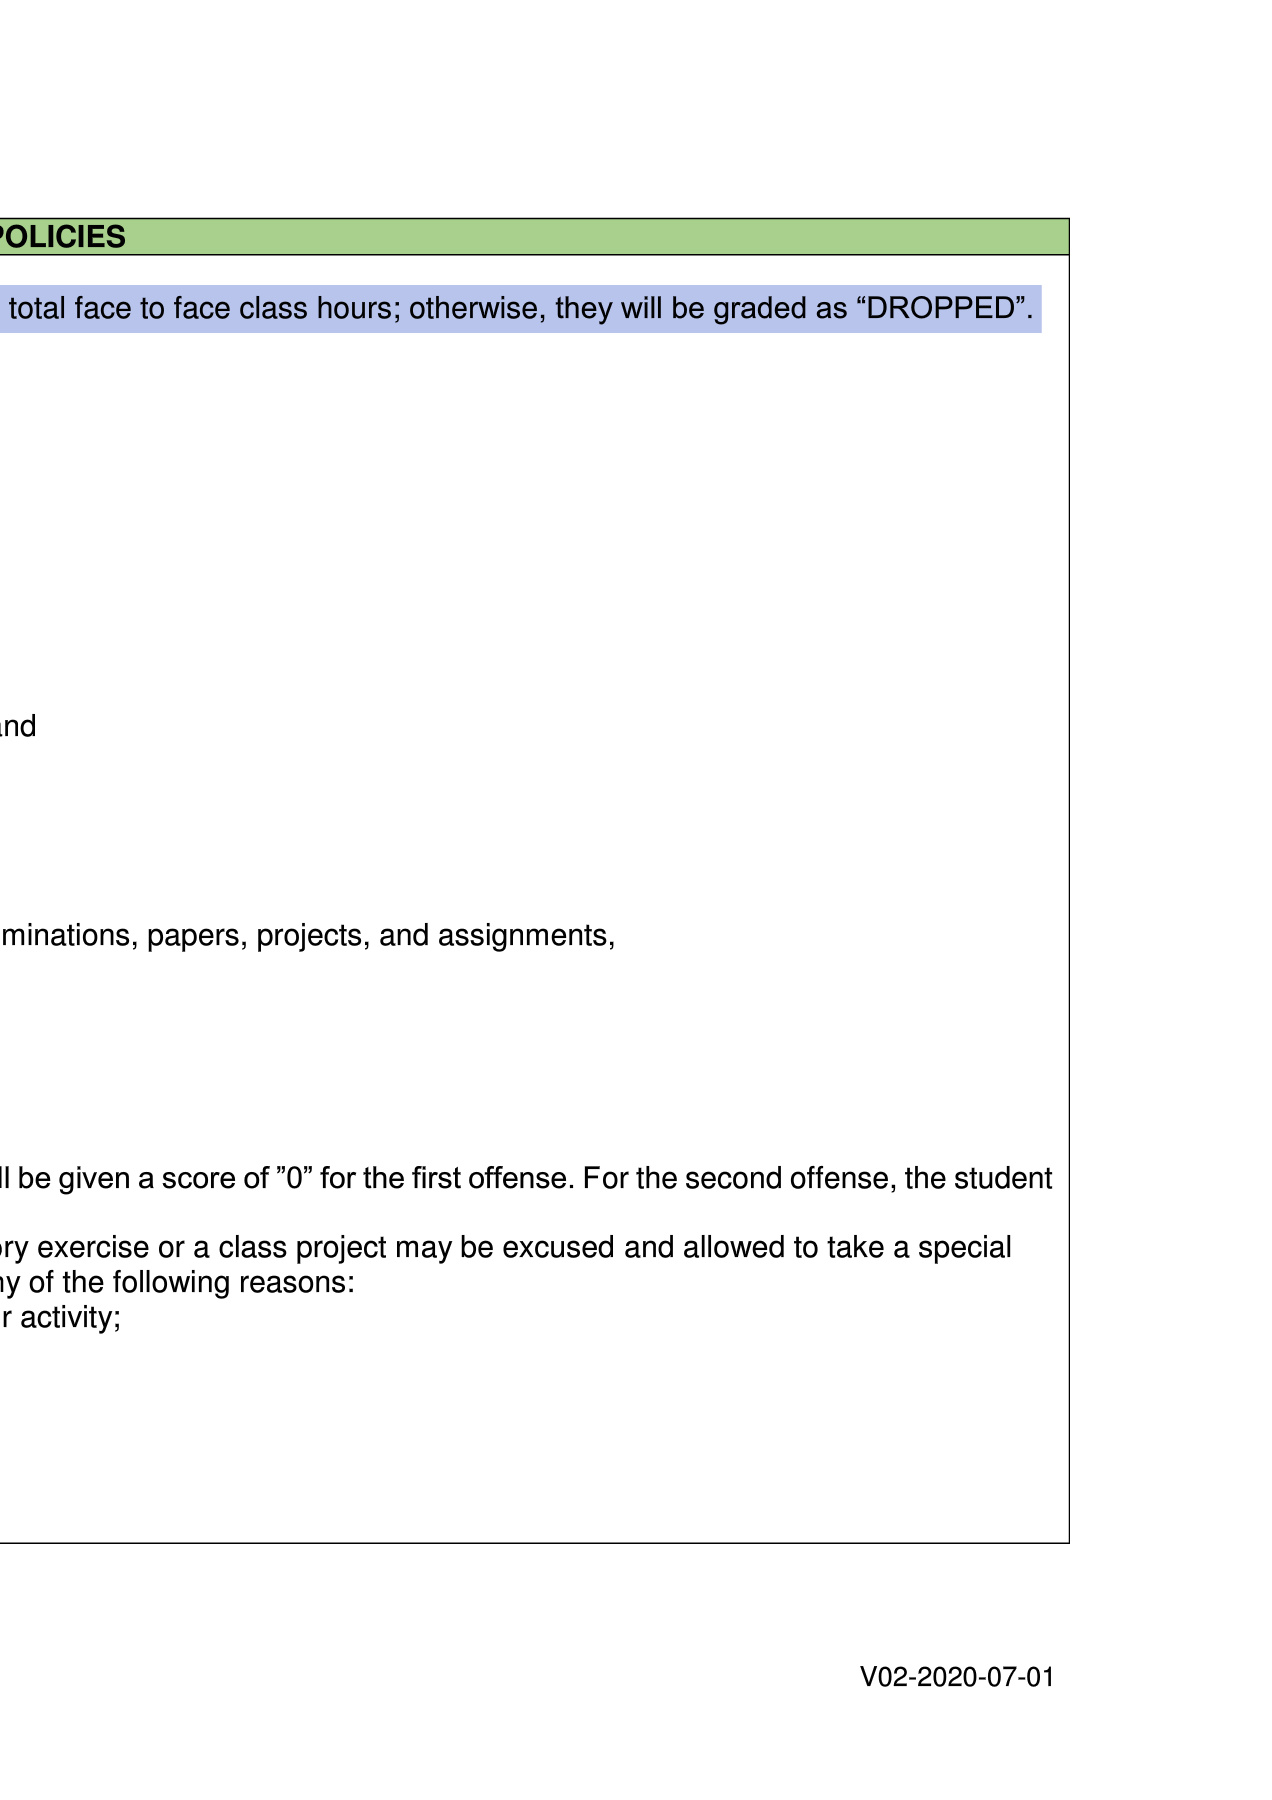 POLICIES
total face to face class hours; otherwise, they will be graded as “DROPPED”.
and
minations, papers, projects, and assignments,
ll be given a score of ”0” for the first offense. For the second offense, the student
ory exercise or a class project may be excused and allowed to take a special
ny of the following reasons:
r activity;
V02-2020-07-01